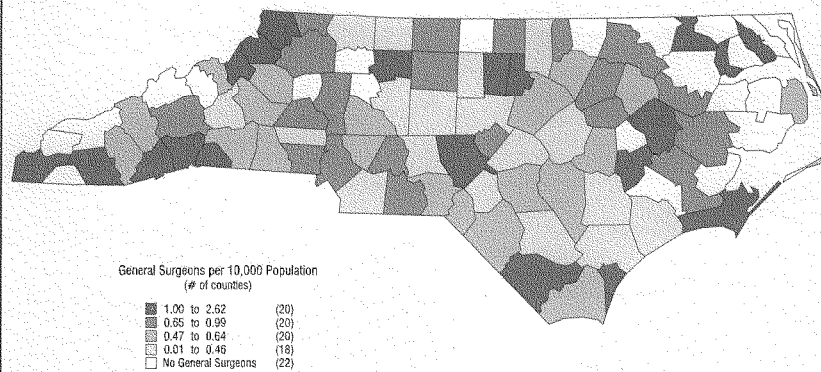 General Surgeons per 10,000 Population
(# of counties)
1.00 to 2.62 (20)
0.65 to 0.99 (20)
0.47 to 0.64 (20)
0.01 to 0.46 (18)
No General Surgeons (22)